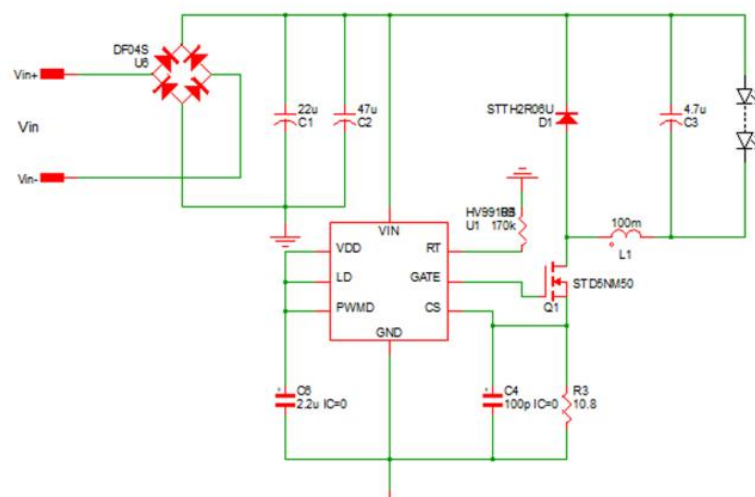 DF04S
U6
Vin+
Vin
Vin-
22u
C1
47u
C2
STTH2R06U
D1
4.7u
C3
U1 170k
VIN
VDD
LD
PWMD
RT
GATE
CS
GND
100m
L1
STD5NM50
Q1
C6
2.2u IC=0
C4
100p IC=0
R3
10.8